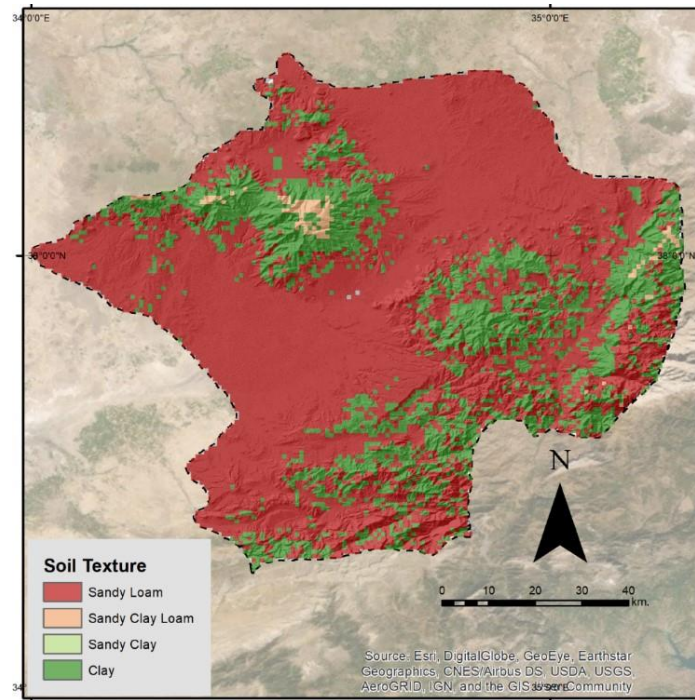 34°0'0"E
35°0'0"E
38°0'0"N
38°0'0"N
N
0
10
20
30
40
km.
Soil Texture
Sandy Loam
Sandy Clay Loam
Sandy Clay
Clay
Source: Esri, DigitalGlobe, GeoEye, Earthstar
Geographics, CNES/Airbus DS, USDA, USGS,
AeroGRID, IGN, and the GIS User Community